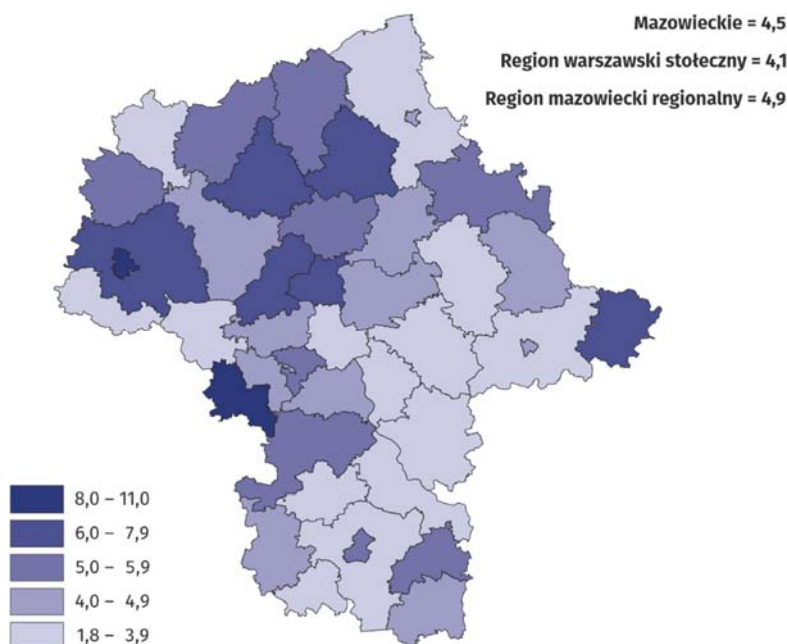 Mazowieckie = 4,5
Region warszawski stołeczny = 4,1
Region mazowiecki regionalny = 4,9
8,0 – 11,0
6,0 – 7,9
5,0 – 5,9
4,0 – 4,9
1,8 – 3,9